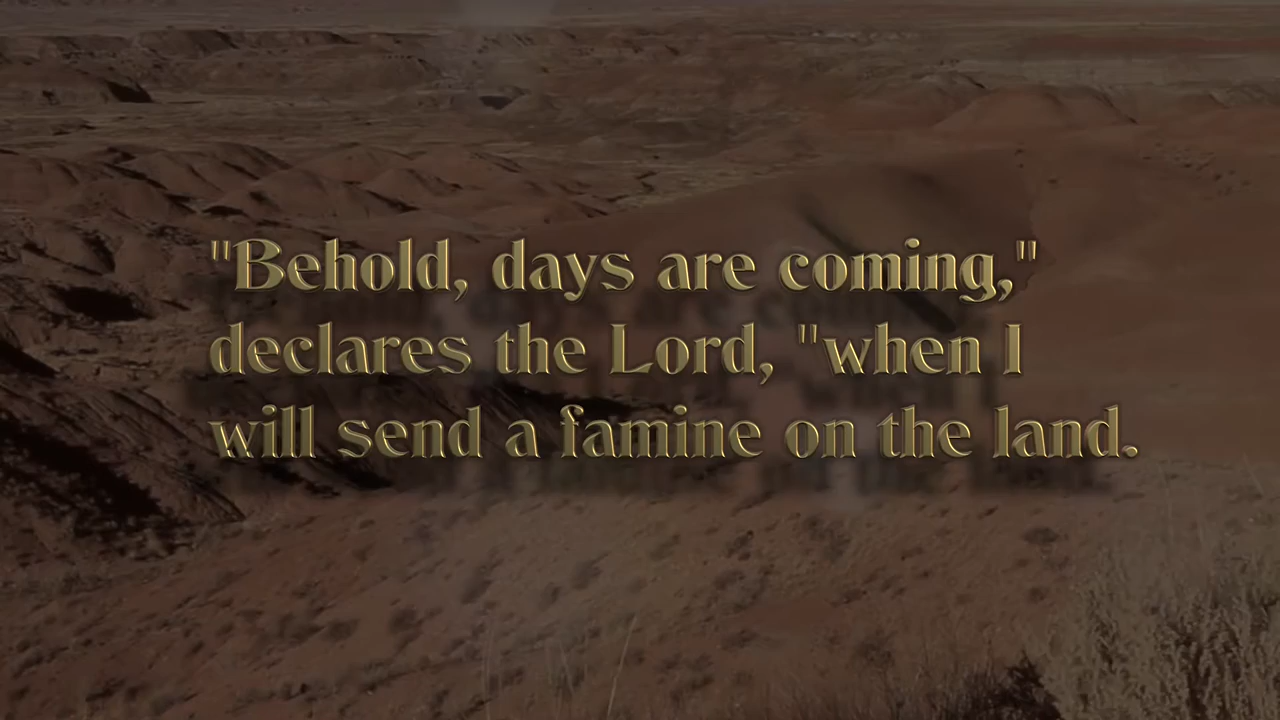 "Behold, days are coming,"
declares the Lord, "when I
will send a famine on the land.